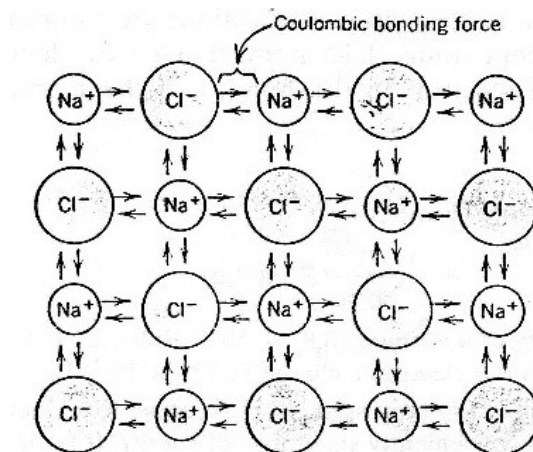 Coulombic bonding force
Na⁺ Cl⁻ Na⁺ Cl⁻ Na⁺
Cl⁻ Na⁺ Cl⁻ Na⁺ Cl⁻
Na⁺ Cl⁻ Na⁺ Cl⁻ Na⁺
Cl⁻ Na⁺ Cl⁻ Na⁺ Cl⁻